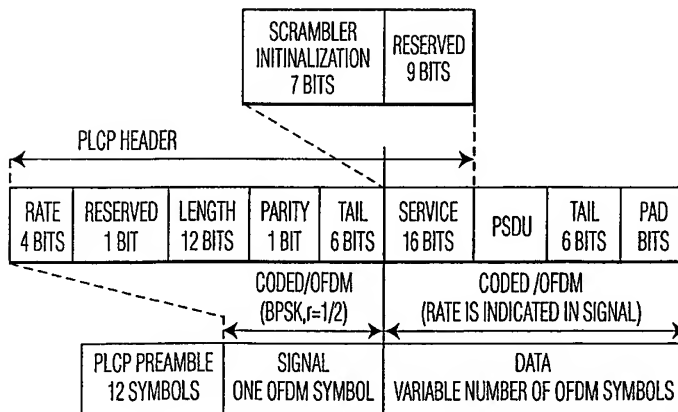 SCRAMBLER
INITINALIZATION
7 BITS
RESERVED
9 BITS
PLCP HEADER
RATE
4 BITS
RESERVED
1 BIT
LENGTH
12 BITS
PARITY
1 BIT
TAIL
6 BITS
SERVICE
16 BITS
PSDU
TAIL
6 BITS
PAD
BITS
CODED/OFDM
(BPSK,r=1/2)
CODED /OFDM
(RATE IS INDICATED IN SIGNAL)
PLCP PREAMBLE
12 SYMBOLS
SIGNAL
ONE OFDM SYMBOL
DATA
VARIABLE NUMBER OF OFDM SYMBOLS